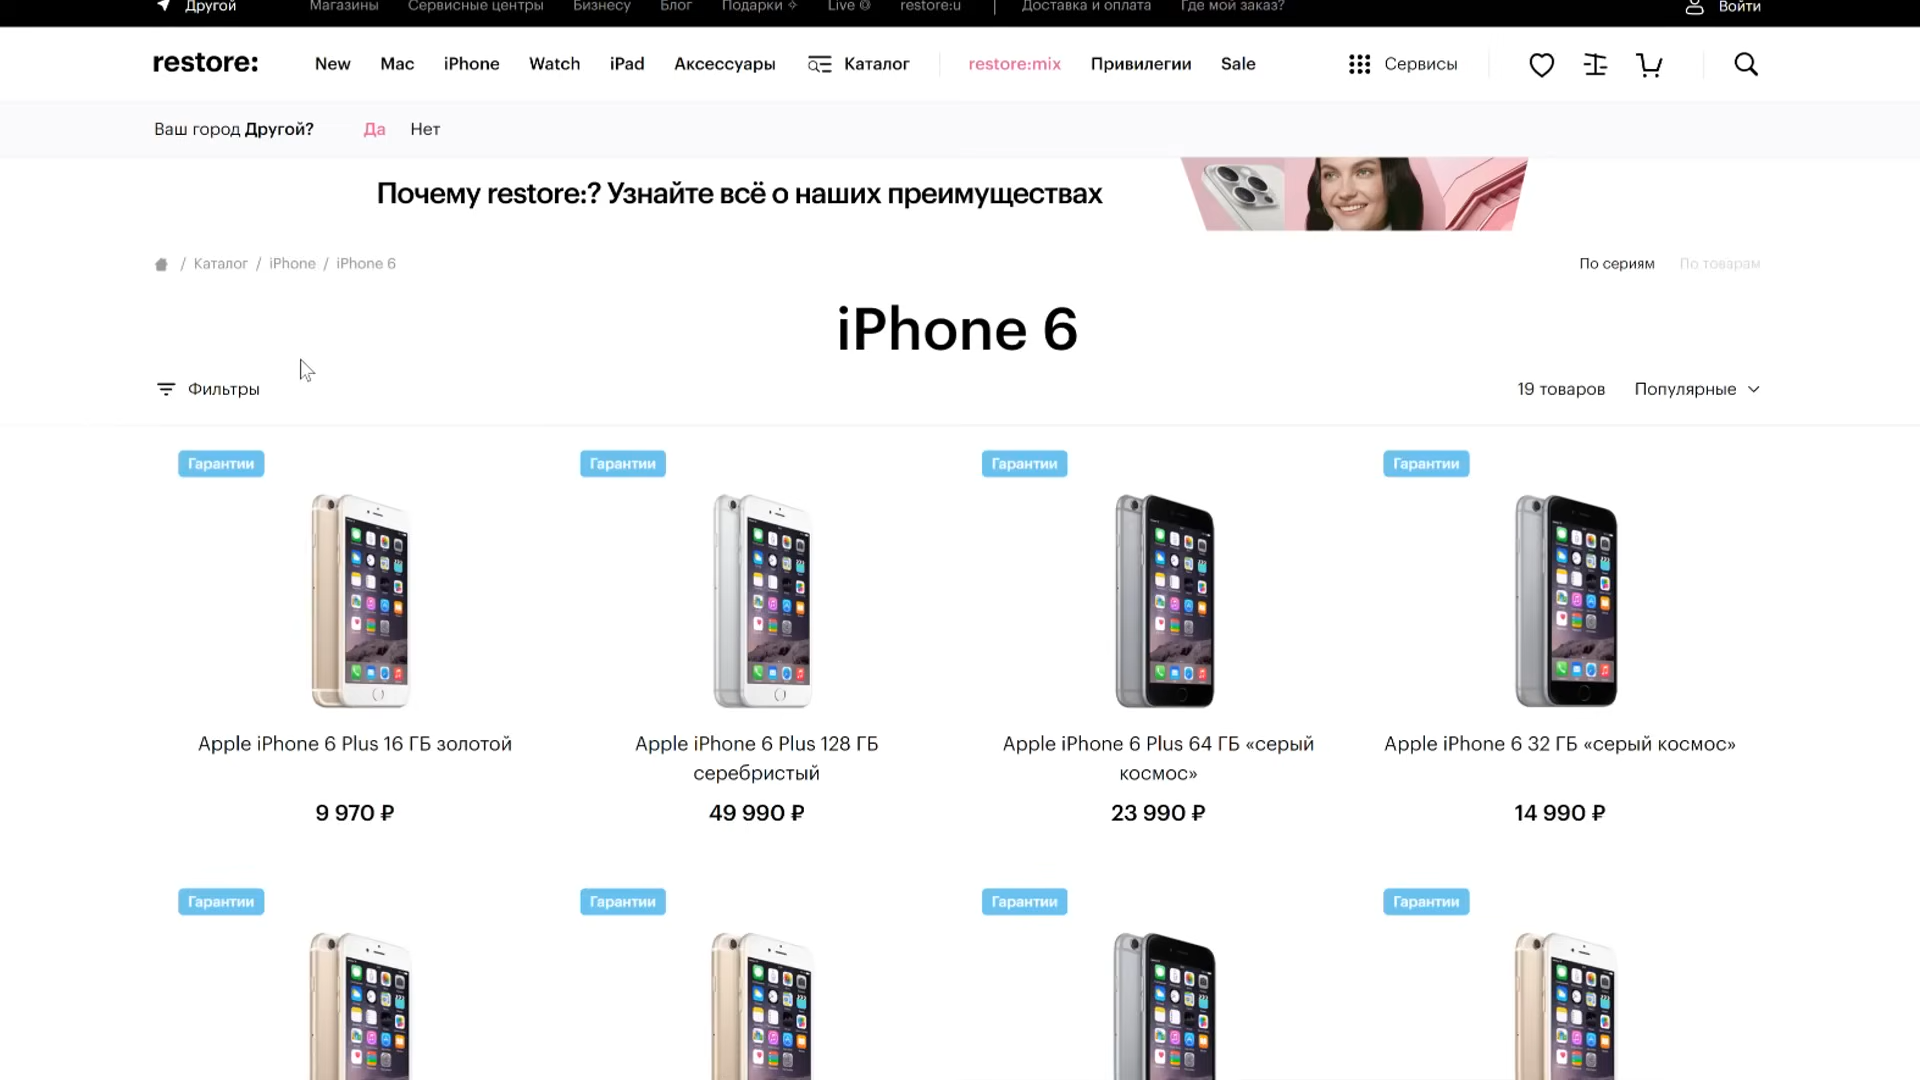 Другой Магазины Сервисные центры Бизнесу Блог Подарки Live restore:u Доставка и оплата Где мой заказ? Войти
restore: New Mac iPhone Watch iPad Аксессуары Каталог restore:mix Привилегии Sale Сервисы
Ваш город Другой? Да Нет
Почему restore:? Узнайте всё о наших преимуществах
/ Каталог / iPhone / iPhone 6 По сериям По товарам
iPhone 6
Фильтры 19 товаров Популярные
Гарантии Гарантии Гарантии Гарантии
Apple iPhone 6 Plus 16 ГБ золотой
Apple iPhone 6 Plus 128 ГБ
серебристый
Apple iPhone 6 Plus 64 ГБ «серый
космос»
Apple iPhone 6 32 ГБ «серый космос»
9 970 ₽ 49 990 ₽ 23 990 ₽ 14 990 ₽
Гарантии Гарантии Гарантии Гарантии